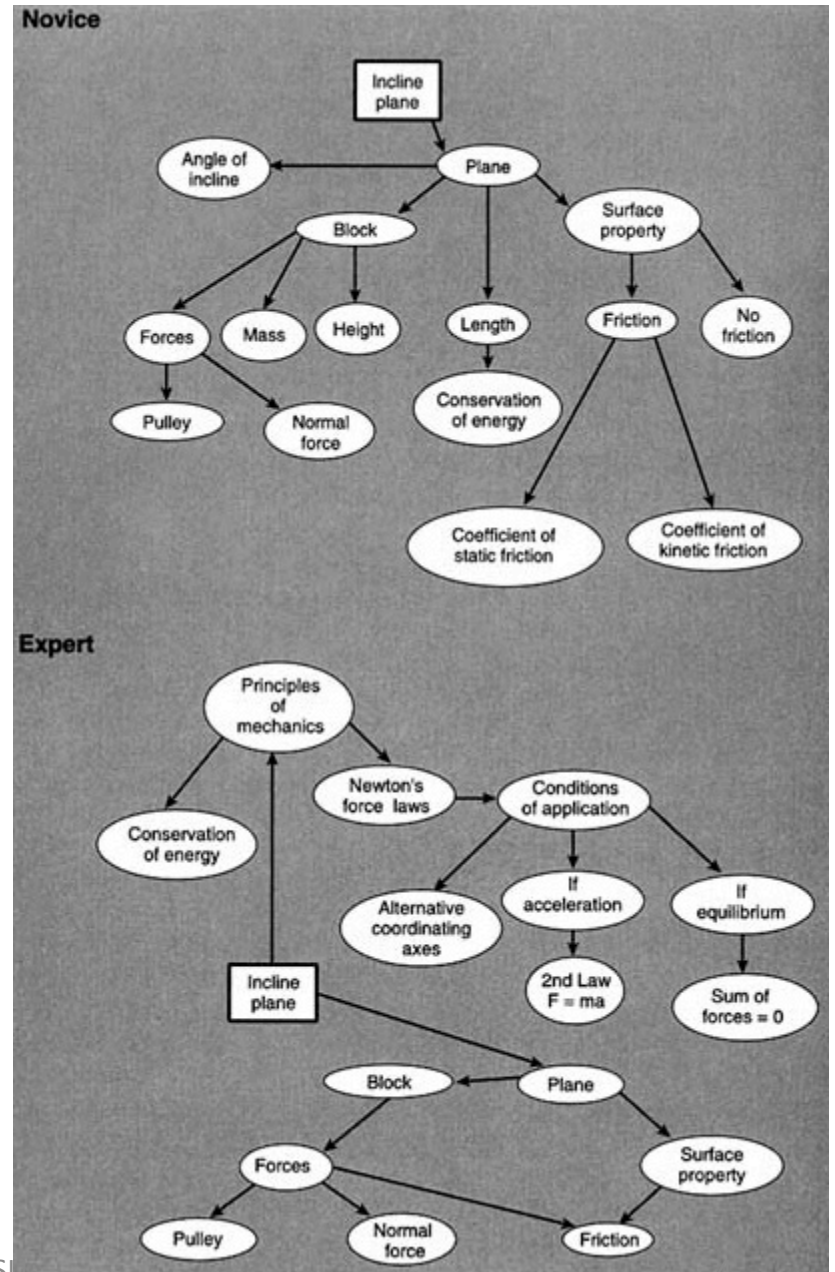 Novice
Incline
plane
Angle of
incline
Plane
Block
Surface
property
Forces
Mass
Height
Length
Friction
No
friction
Pulley
Normal
force
Conservation
of energy
Coefficient of
static friction
Coefficient of
kinetic friction
Expert
Principles
of
mechanics
Newton's
force laws
Conditions
of application
Conservation
of energy
Alternative
coordinating
axes
If
acceleration
If
equilibrium
Incline
plane
2nd Law
F = ma
Sum of
forces = 0
Block
Plane
Forces
Surface
property
Pulley
Normal
force
Friction